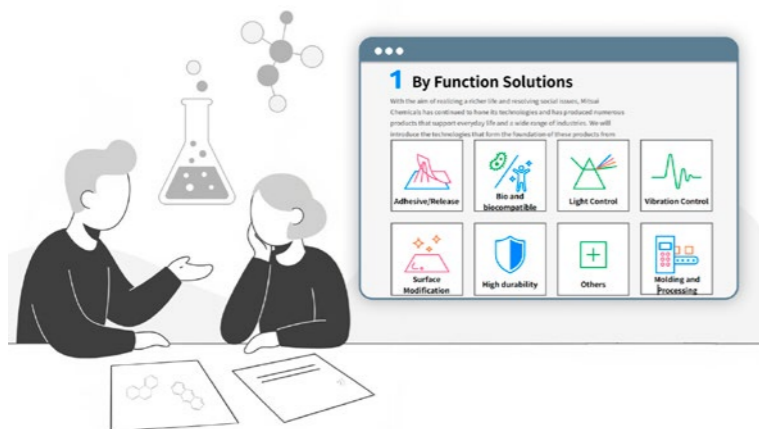 1 By Function Solutions
With the aim of realizing a richer life and resolving social issues, Mitsui
Chemicals has continued to hone its technologies and has produced numerous
products that support everyday life and a wide range of industries. We will
introduce the technologies that form the foundation of these products from
Adhesive/Release
Bio and
biocompatible
Light Control
Vibration Control
Surface
Modification
High durability
Others
Molding and
Processing